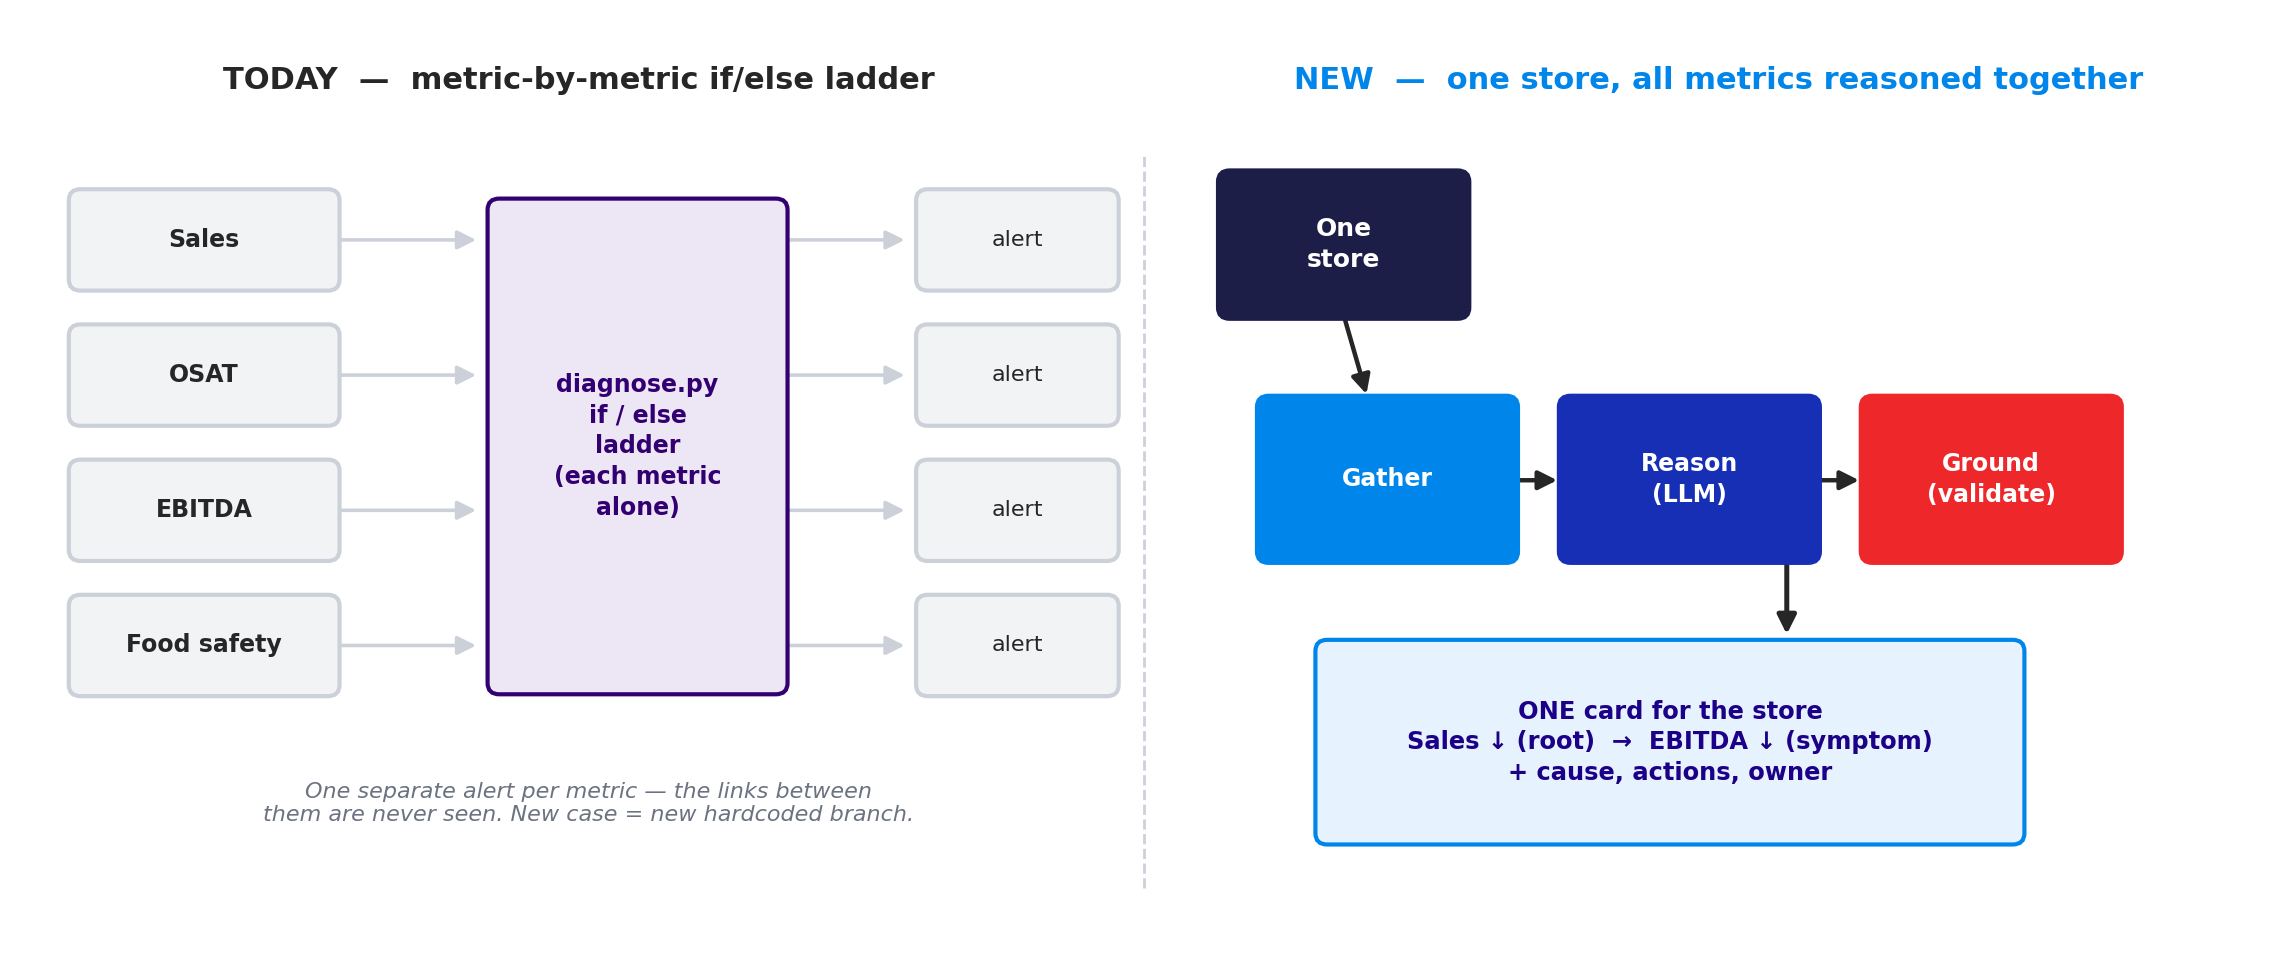 TODAY — metric-by-metric if/else ladder
Sales
OSAT
EBITDA
Food safety
diagnose.py
if / else
ladder
(each metric
alone)
alert
alert
alert
alert
One separate alert per metric — the links between
them are never seen. New case = new hardcoded branch.
NEW — one store, all metrics reasoned together
One
store
Gather
Reason
(LLM)
Ground
(validate)
ONE card for the store
Sales ↓ (root) → EBITDA ↓ (symptom)
+ cause, actions, owner